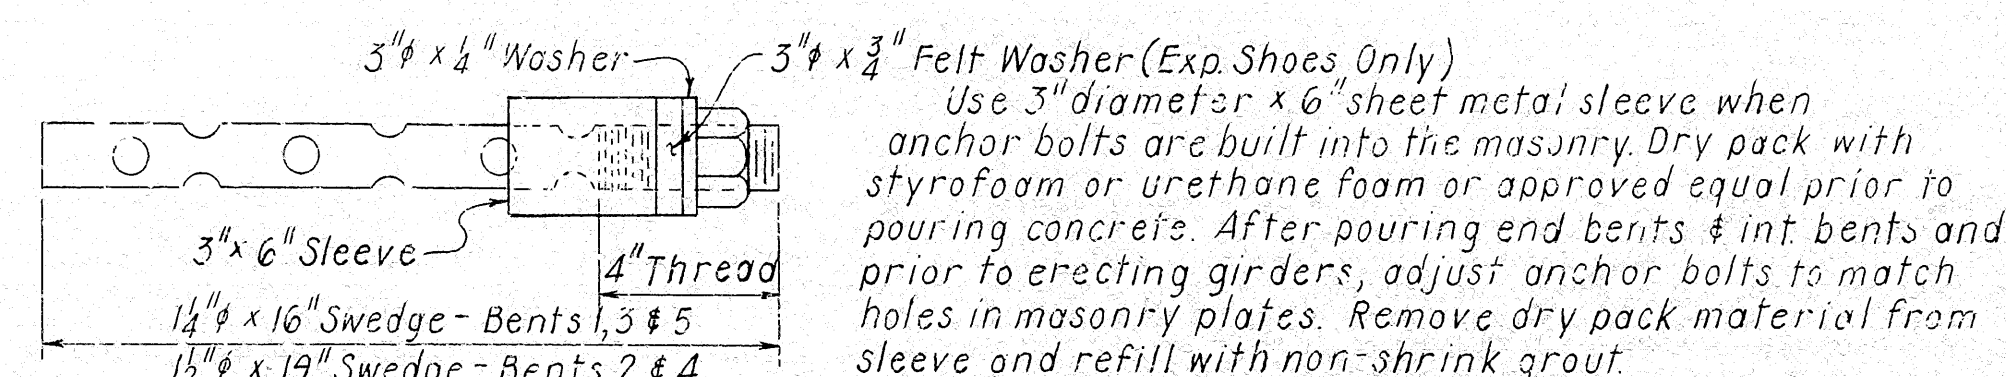 3"φ x 1/4" Washer
3"φ x 3/4" Felt Washer (Exp. Shoes Only)
Use 3" diameter x 6" sheet metal sleeve when
anchor bolts are built into the masonry. Dry pack with
styrofoam or urethane foam or approved equal prior to
pouring concrete. After pouring end bents & int. bents and
prior to erecting girders, adjust anchor bolts to match
holes in masonry plates. Remove dry pack material from
sleeve and refill with non-shrink grout.
3" x 6" Sleeve
4" Thread
1 1/4"φ x 16" Swedge - Bents 1, 3 & 5
1 1/2"φ x 19" Swedge - Bents 2 & 4